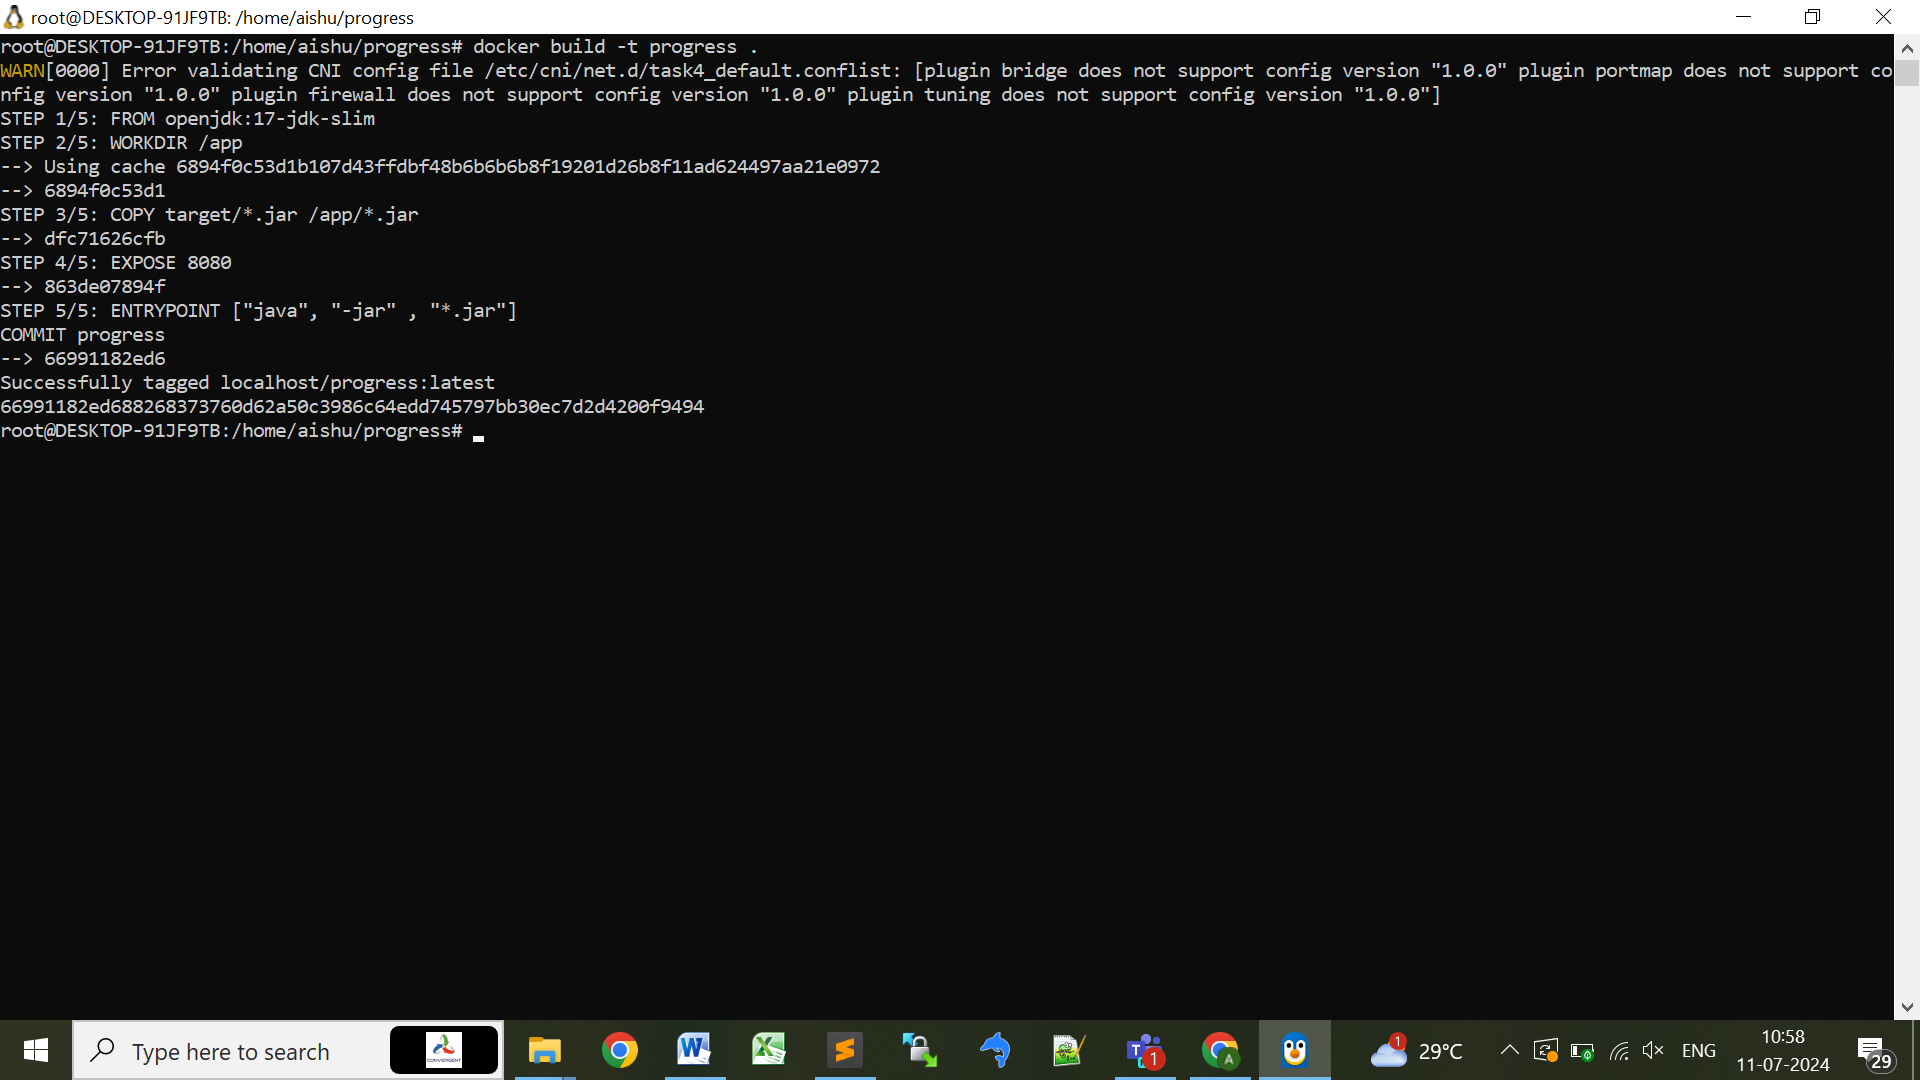 root@DESKTOP-91JF9TB: /home/aishu/progress
root@DESKTOP-91JF9TB:/home/aishu/progress# docker build -t progress .
WARN[0000] Error validating CNI config file /etc/cni/net.d/task4_default.conflist: [plugin bridge does not support config version "1.0.0" plugin portmap does not support co
nfig version "1.0.0" plugin firewall does not support config version "1.0.0" plugin tuning does not support config version "1.0.0"]
STEP 1/5: FROM openjdk:17-jdk-slim
STEP 2/5: WORKDIR /app
--> Using cache 6894f0c53d1b107d43ffdbf48b6b6b6b8f19201d26b8f11ad624497aa21e0972
--> 6894f0c53d1
STEP 3/5: COPY target/*.jar /app/*.jar
--> dfc71626cfb
STEP 4/5: EXPOSE 8080
--> 863de07894f
STEP 5/5: ENTRYPOINT ["java", "-jar" , "*.jar"]
COMMIT progress
--> 66991182ed6
Successfully tagged localhost/progress:latest
66991182ed688268373760d62a50c3986c64edd745797bb30ec7d2d4200f9494
root@DESKTOP-91JF9TB:/home/aishu/progress#
Type here to search
CONVERGENT
1
A
1
29°C
ENG
10:58
11-07-2024
29